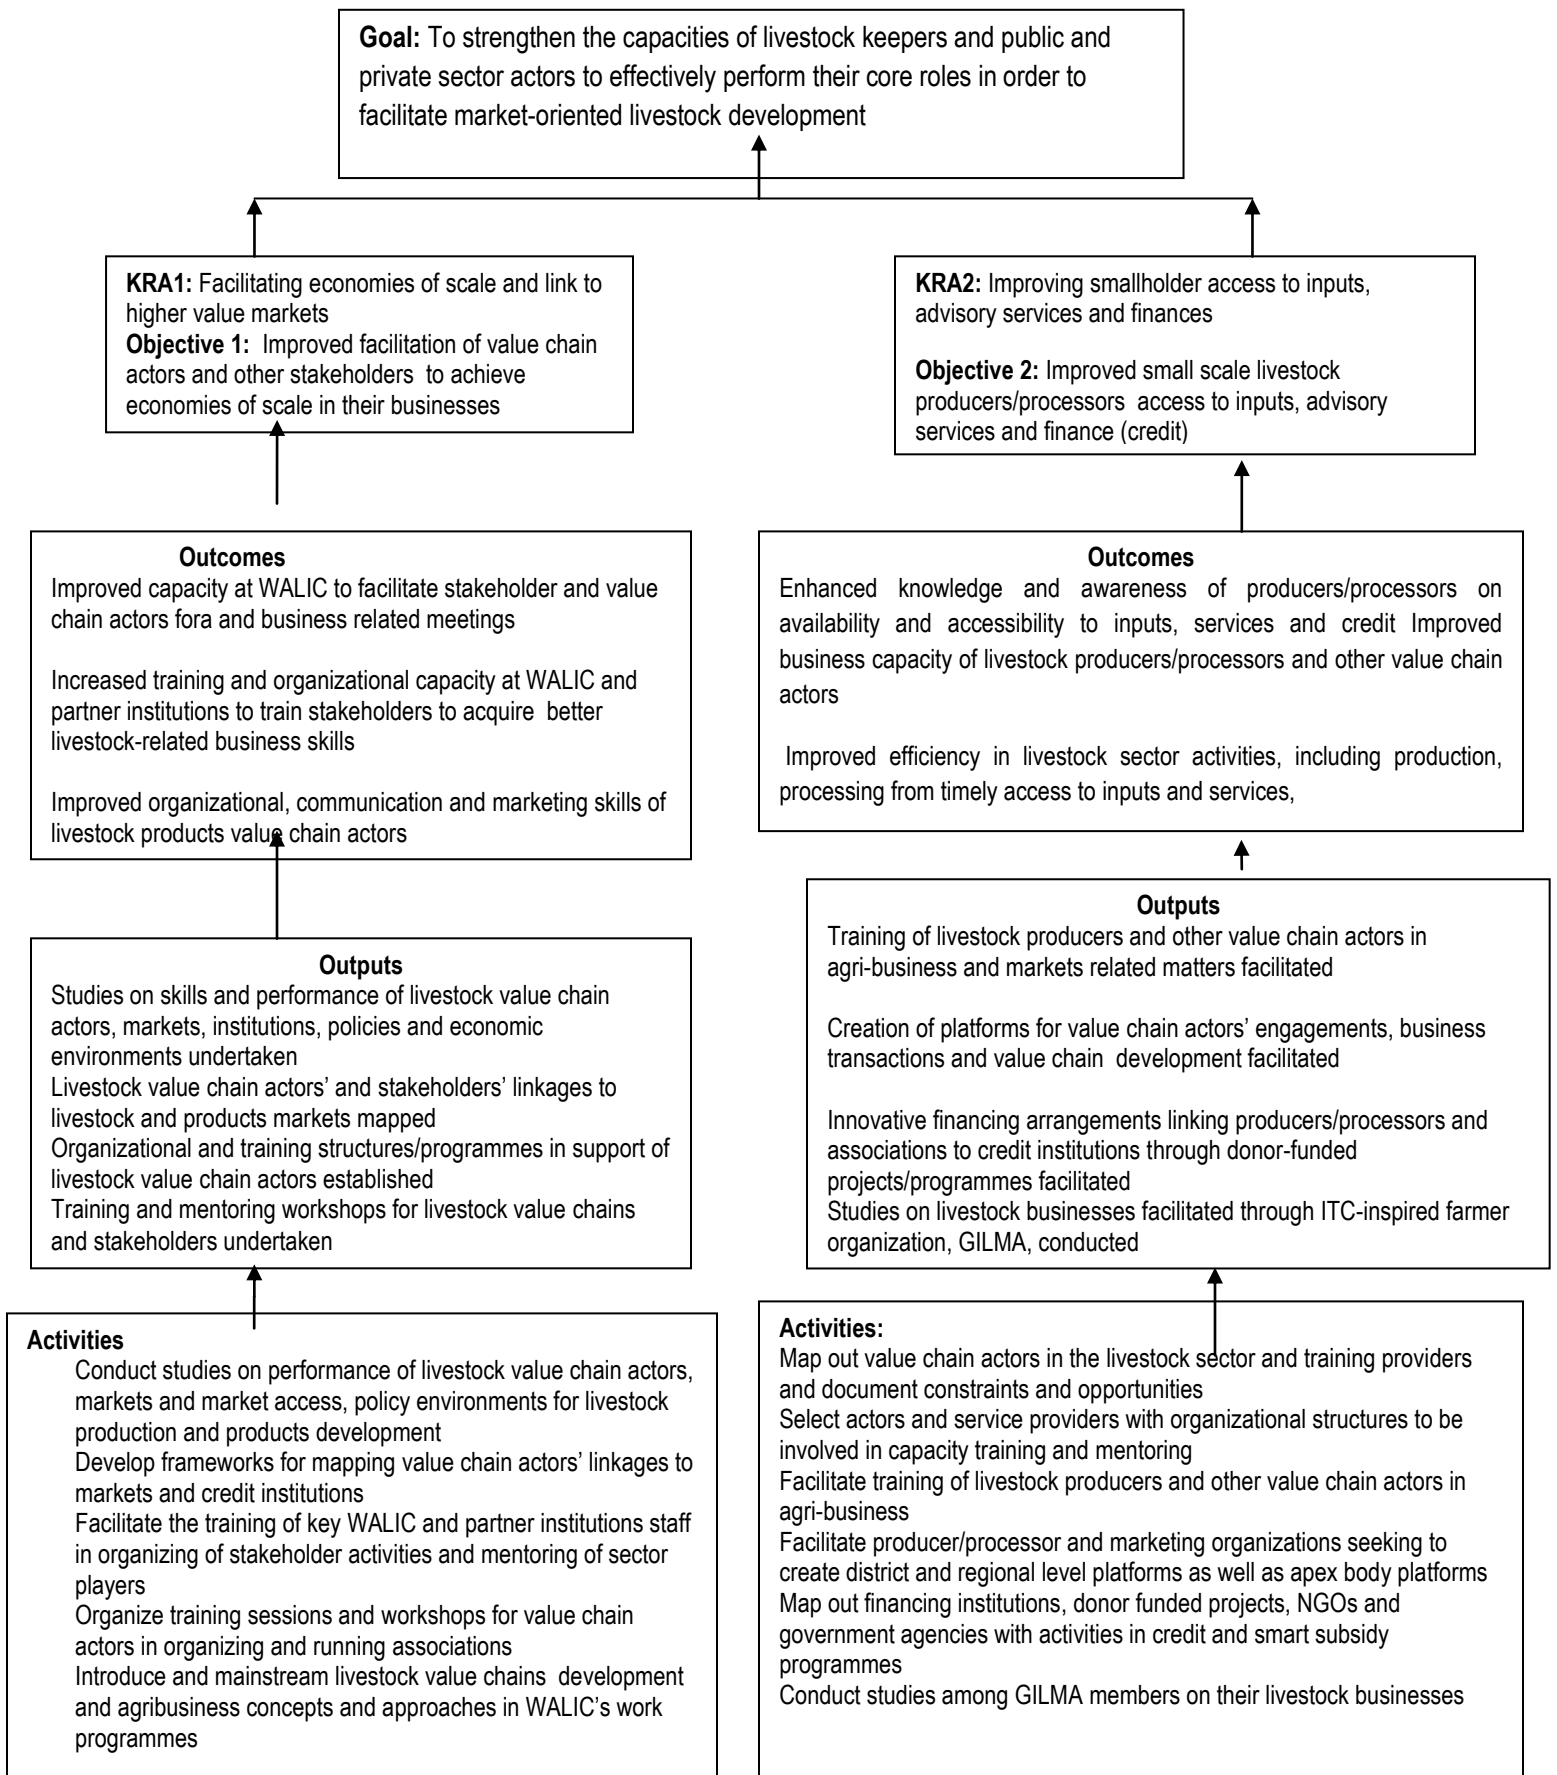 Goal: To strengthen the capacities of livestock keepers and public and
private sector actors to effectively perform their core roles in order to
facilitate market-oriented livestock development
KRA1: Facilitating economies of scale and link to
higher value markets
Objective 1: Improved facilitation of value chain
actors and other stakeholders to achieve
economies of scale in their businesses
KRA2: Improving smallholder access to inputs,
advisory services and finances
Objective 2: Improved small scale livestock
producers/processors access to inputs, advisory
services and finance (credit)
Outcomes
Improved capacity at WALIC to facilitate stakeholder and value
chain actors fora and business related meetings
Increased training and organizational capacity at WALIC and
partner institutions to train stakeholders to acquire better
livestock-related business skills
Improved organizational, communication and marketing skills of
livestock products value chain actors
Outcomes
Enhanced knowledge and awareness of producers/processors on
availability and accessibility to inputs, services and credit Improved
business capacity of livestock producers/processors and other value chain
actors
Improved efficiency in livestock sector activities, including production,
processing from timely access to inputs and services,
Outputs
Studies on skills and performance of livestock value chain
actors, markets, institutions, policies and economic
environments undertaken
Livestock value chain actors’ and stakeholders’ linkages to
livestock and products markets mapped
Organizational and training structures/programmes in support of
livestock value chain actors established
Training and mentoring workshops for livestock value chains
and stakeholders undertaken
Outputs
Training of livestock producers and other value chain actors in
agri-business and markets related matters facilitated
Creation of platforms for value chain actors’ engagements, business
transactions and value chain development facilitated
Innovative financing arrangements linking producers/processors and
associations to credit institutions through donor-funded
projects/programmes facilitated
Studies on livestock businesses facilitated through ITC-inspired farmer
organization, GILMA, conducted
Activities
Conduct studies on performance of livestock value chain actors,
markets and market access, policy environments for livestock
production and products development
Develop frameworks for mapping value chain actors’ linkages to
markets and credit institutions
Facilitate the training of key WALIC and partner institutions staff
in organizing of stakeholder activities and mentoring of sector
players
Organize training sessions and workshops for value chain
actors in organizing and running associations
Introduce and mainstream livestock value chains development
and agribusiness concepts and approaches in WALIC’s work
programmes
Activities:
Map out value chain actors in the livestock sector and training providers
and document constraints and opportunities
Select actors and service providers with organizational structures to be
involved in capacity training and mentoring
Facilitate training of livestock producers and other value chain actors in
agri-business
Facilitate producer/processor and marketing organizations seeking to
create district and regional level platforms as well as apex body platforms
Map out financing institutions, donor funded projects, NGOs and
government agencies with activities in credit and smart subsidy
programmes
Conduct studies among GILMA members on their livestock businesses